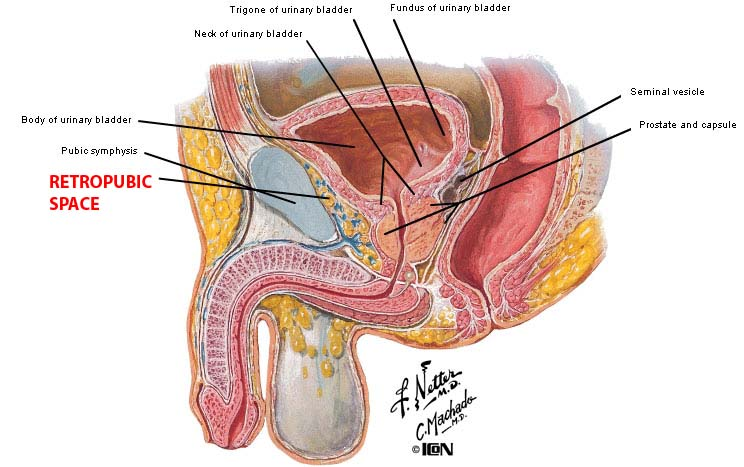 Trigone of urinary bladder
Fundus of urinary bladder
Neck of urinary bladder
Seminal vesicle
Body of urinary bladder
Prostate and capsule
Pubic symphysis
RETROPUBIC
SPACE
F. Netter
M.D.
C. Machado
M.D.
© ICON